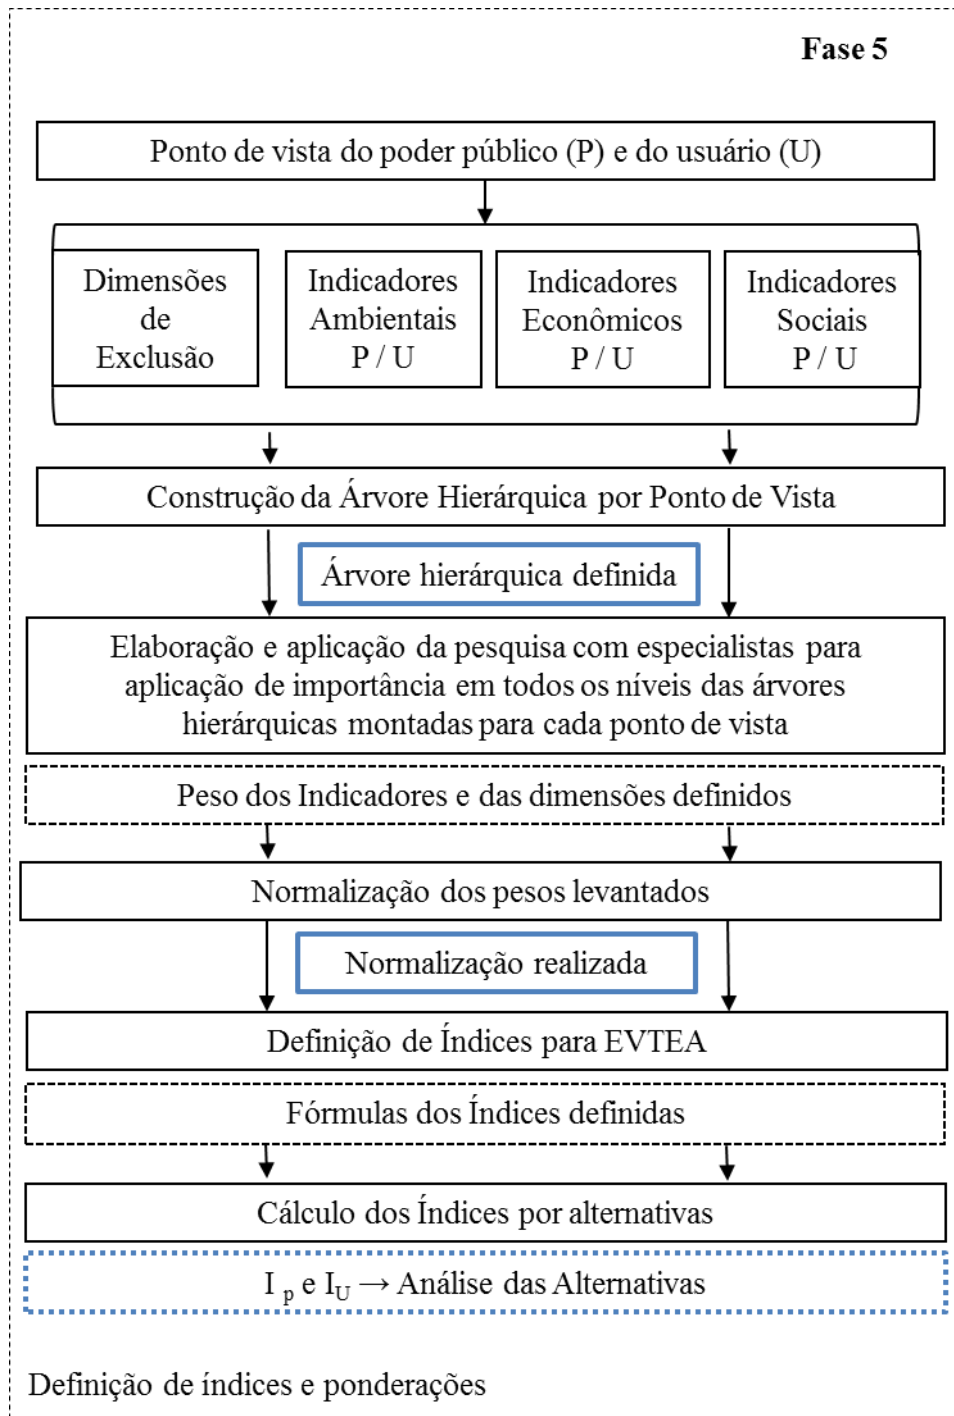 Fase 5
Ponto de vista do poder público (P) e do usuário (U)
Dimensões
de
Exclusão
Indicadores
Ambientais
P / U
Indicadores
Econômicos
P / U
Indicadores
Sociais
P / U
Construção da Árvore Hierárquica por Ponto de Vista
Árvore hierárquica definida
Elaboração e aplicação da pesquisa com especialistas para
aplicação de importância em todos os níveis das árvores
hierárquicas montadas para cada ponto de vista
Peso dos Indicadores e das dimensões definidos
Normalização dos pesos levantados
Normalização realizada
Definição de Índices para EVTEA
Fórmulas dos Índices definidas
Cálculo dos Índices por alternativas
I p e IU → Análise das Alternativas
Definição de índices e ponderações